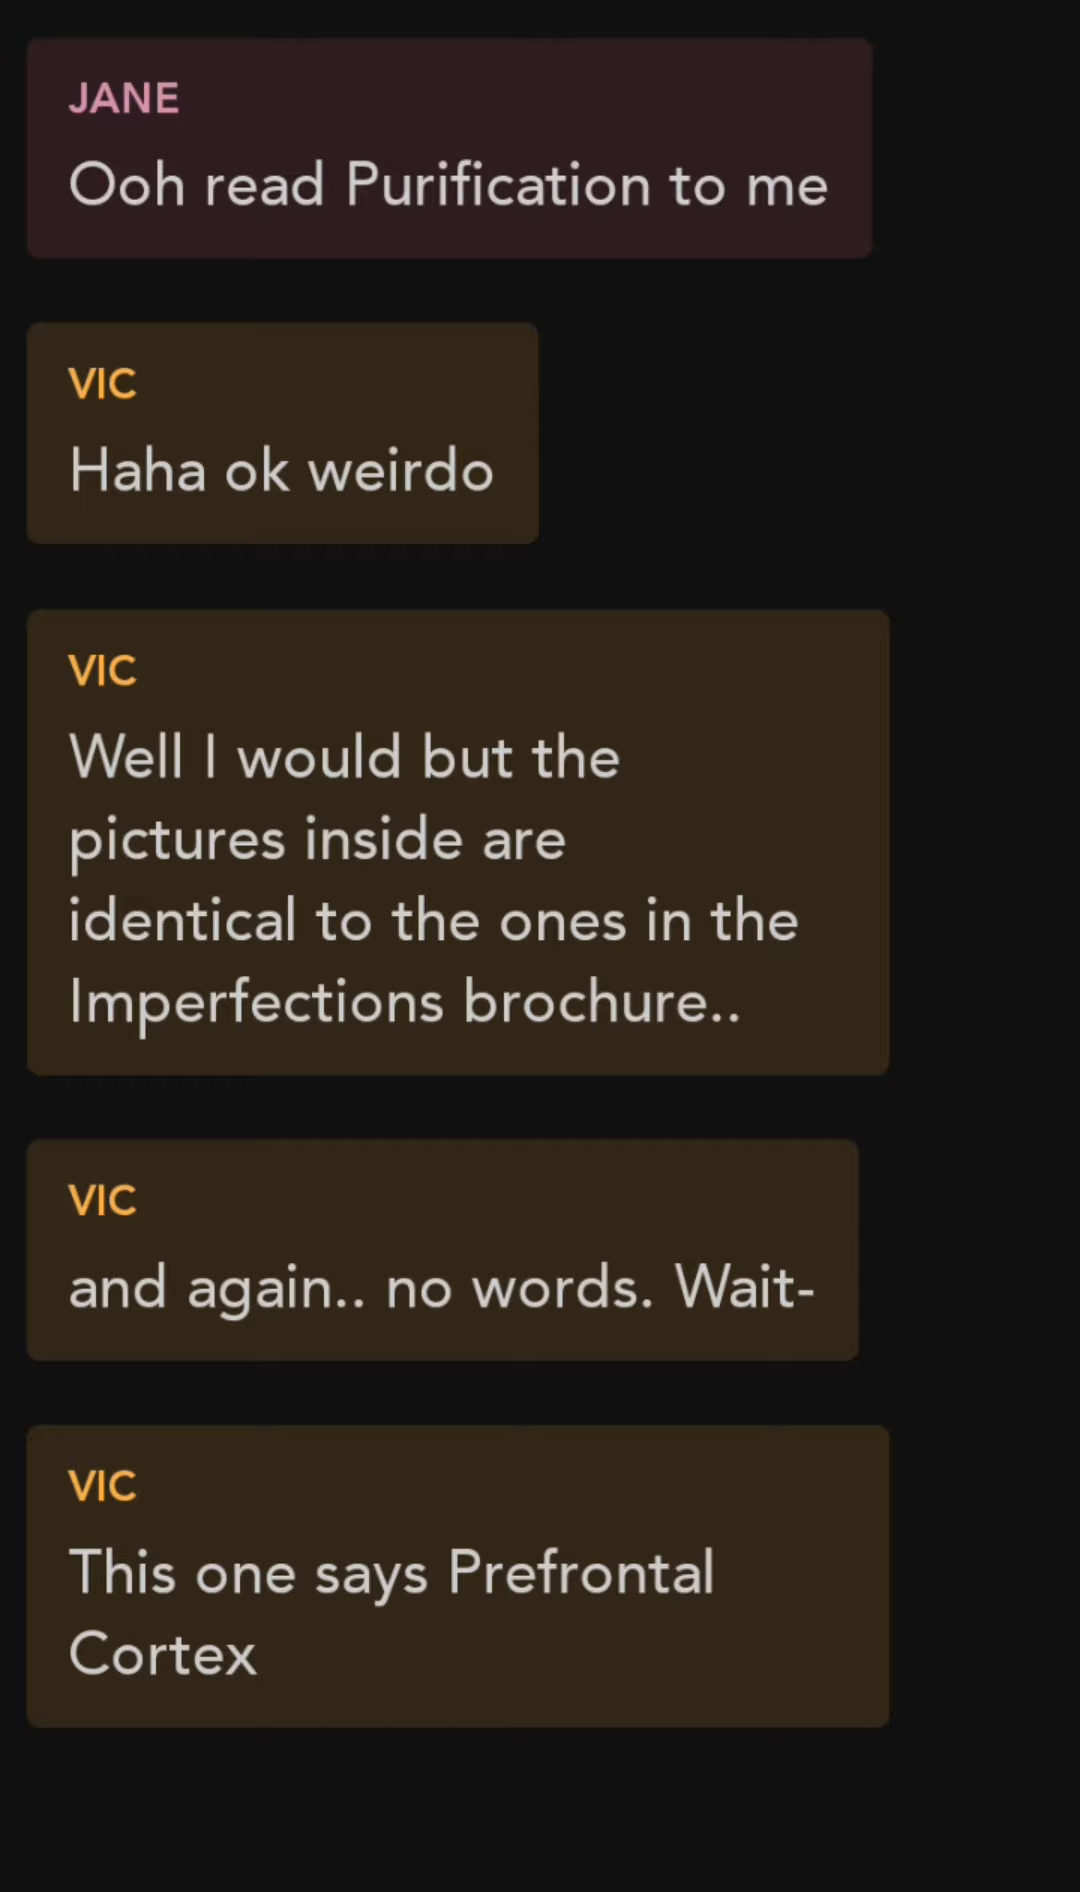 JANE
Ooh read Purification to me
VIC
Haha ok weirdo
VIC
Well I would but the
pictures inside are
identical to the ones in the
Imperfections brochure..
VIC
and again.. no words. Wait-
VIC
This one says Prefrontal
Cortex